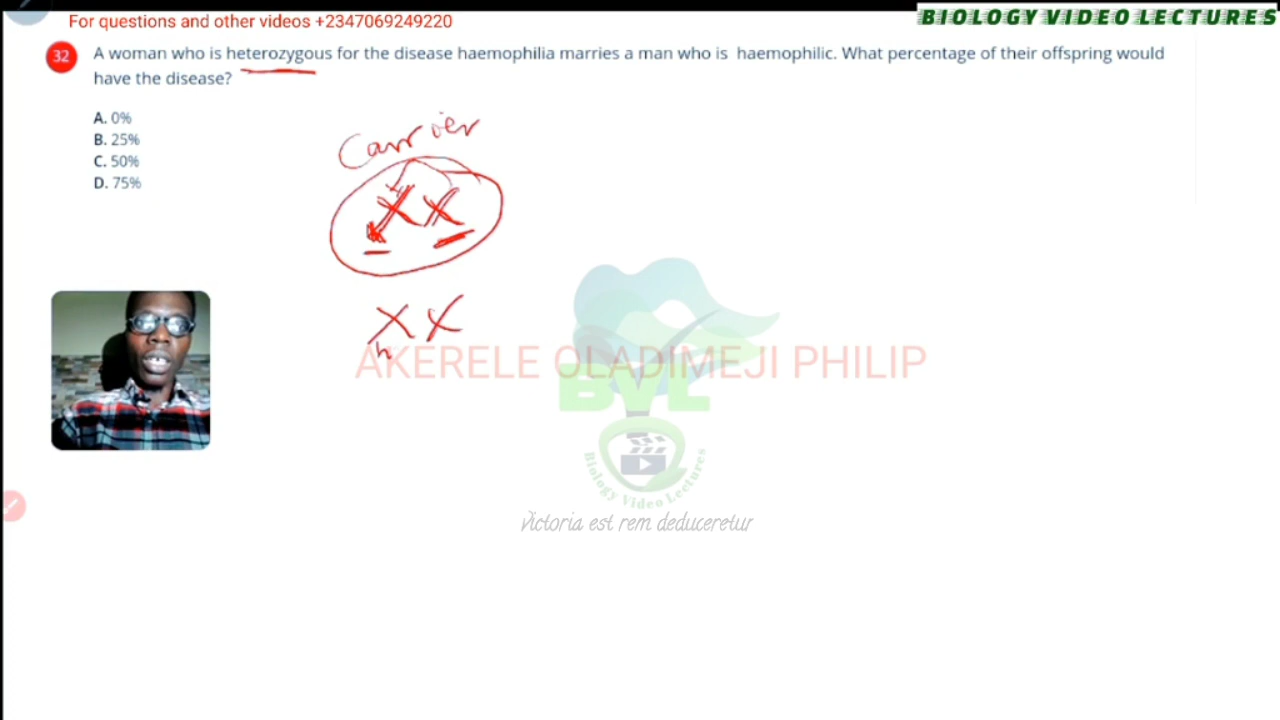 For questions and other videos +2347069249220
BIOLOGY VIDEO LECTURES
32
A woman who is heterozygous for the disease haemophilia marries a man who is haemophilic. What percentage of their offspring would
have the disease?
A. 0%
B. 25%
C. 50%
D. 75%
Carrier
X X
X X
h
AKERELE OLADIMEJI PHILIP
BVL
Biology Video Lectures
Victoria est rem deduceretur